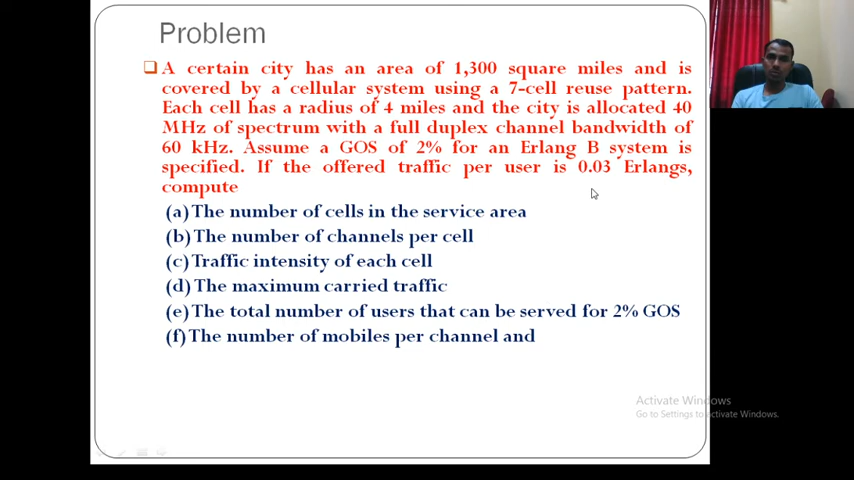 Problem
A certain city has an area of 1,300 square miles and is
covered by a cellular system using a 7-cell reuse pattern.
Each cell has a radius of 4 miles and the city is allocated 40
MHz of spectrum with a full duplex channel bandwidth of
60 kHz. Assume a GOS of 2% for an Erlang B system is
specified. If the offered traffic per user is 0.03 Erlangs,
compute
(a) The number of cells in the service area
(b) The number of channels per cell
(c) Traffic intensity of each cell
(d) The maximum carried traffic
(e) The total number of users that can be served for 2% GOS
(f) The number of mobiles per channel and
Activate Windows
Go to Settings to activate Windows.